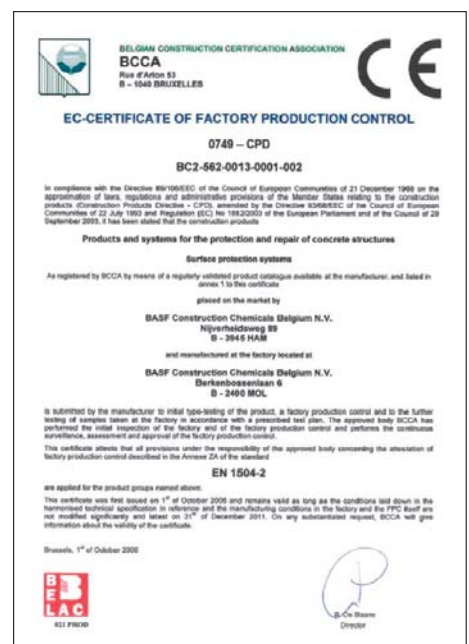 BELGIAN CONSTRUCTION CERTIFICATION ASSOCIATION
BCCA
Rue d'Arlon 53
B – 1040 BRUXELLES
CE
EC-CERTIFICATE OF FACTORY PRODUCTION CONTROL
0749 – CPD
BC2-562-0013-0001-002
In compliance with the Directive 89/106/EEC of the Council of European Communities of 21 December 1988 on the
approximation of laws, regulations and administrative provisions of the Member States relating to the construction
products (Construction Products Directive - CPD), amended by the Directive 93/68/EEC of the Council of European
Communities of 22 July 1993 and Regulation (EC) No 1882/2003 of the European Parliament and of the Council of 29
September 2003, it has been stated that the construction products
Products and systems for the protection and repair of concrete structures
Surface protection systems
As registered by BCCA by means of a regularly validated product catalogue available at the manufacturer, and listed in
annex 1 to this certificate
placed on the market by
BASF Construction Chemicals Belgium N.V.
Nijverheidsweg 89
B - 3945 HAM
and manufactured at the factory located at
BASF Construction Chemicals Belgium N.V.
Berkenbossenlaan 6
B - 2400 MOL
is submitted by the manufacturer to initial type-testing of the product, a factory production control and to the further
testing of samples taken at the factory in accordance with a prescribed test plan. The approved body BCCA has
performed the initial inspection of the factory and of the factory production control and performs the continuous
surveillance, assessment and approval of the factory production control.
This certificate attests that all provisions under the responsibility of the approved body concerning the attestation of
factory production control described in the Annexe ZA of the standard
EN 1504-2
are applied for the product groups named above.
This certificate was first issued on 1st of October 2008 and remains valid as long as the conditions laid down in the
harmonised technical specification in reference and the manufacturing conditions in the factory and the FPC itself are
not modified significantly and latest on 31st of December 2011. On any substantiated request, BCCA will give
information about the validity of the certificate.
Brussels, 1st of October 2008
BELAC
021 PROD
B. De Blaere
Director